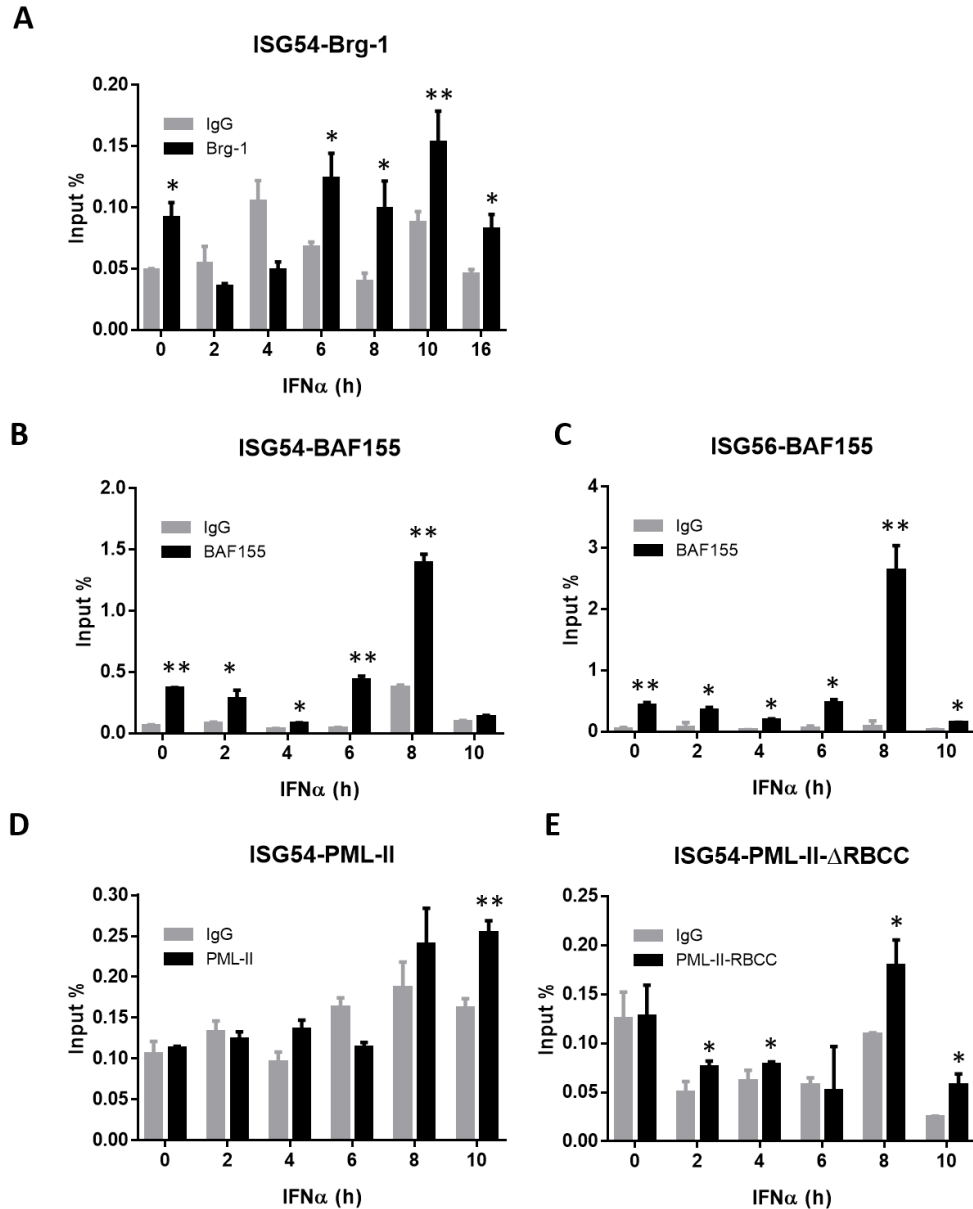 A
ISG54-Brg-1
Input %
0.20
0.15
0.10
0.05
0.00
IgG
Brg-1
* * * ** *
0 2 4 6 8 10 16
IFNα (h)
B
ISG54-BAF155
Input %
2.0
1.5
1.0
0.5
0.0
IgG
BAF155
** * * ** **
0 2 4 6 8 10
IFNα (h)
C
ISG56-BAF155
Input %
4
3
2
1
0
IgG
BAF155
** * * * ** *
0 2 4 6 8 10
IFNα (h)
D
ISG54-PML-II
Input %
0.30
0.25
0.20
0.15
0.10
0.05
0.00
IgG
PML-II
**
0 2 4 6 8 10
IFNα (h)
E
ISG54-PML-II-ΔRBCC
Input %
0.25
0.20
0.15
0.10
0.05
0.00
IgG
PML-II-RBCC
* * * *
0 2 4 6 8 10
IFNα (h)